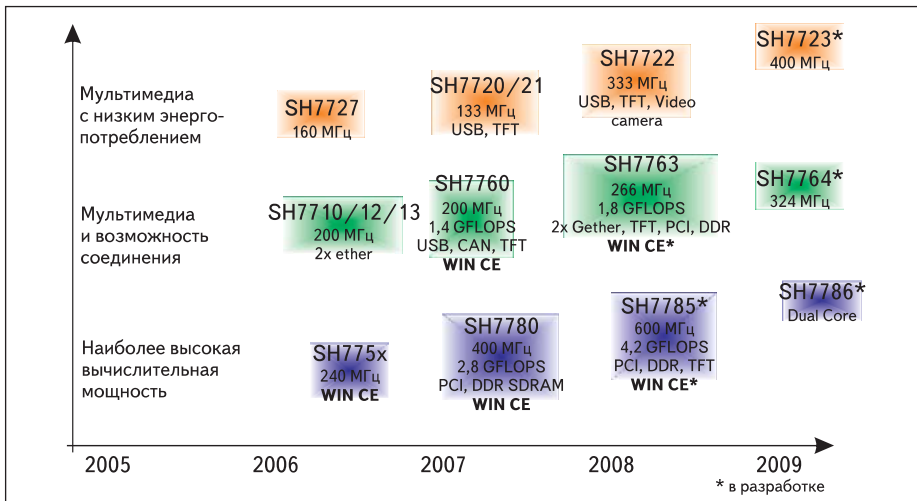 Мультимедиа
с низким энерго-
потреблением
SH7727
160 МГц
SH7720/21
133 МГц
USB, TFT
SH7722
333 МГц
USB, TFT, Video
camera
SH7723*
400 МГц
Мультимедиа
и возможность
соединения
SH7710/12/13
200 МГц
2x ether
SH7760
200 МГц
1,4 GFLOPS
USB, CAN, TFT
WIN CE
SH7763
266 МГц
1,8 GFLOPS
2x Gether, TFT, PCI, DDR
WIN CE*
SH7764*
324 МГц
Наиболее высокая
вычислительная
мощность
SH775x
240 МГц
WIN CE
SH7780
400 МГц
2,8 GFLOPS
PCI, DDR SDRAM
WIN CE
SH7785*
600 МГц
4,2 GFLOPS
PCI, DDR, TFT
WIN CE*
SH7786*
Dual Core
2005 2006 2007 2008 2009
* в разработке